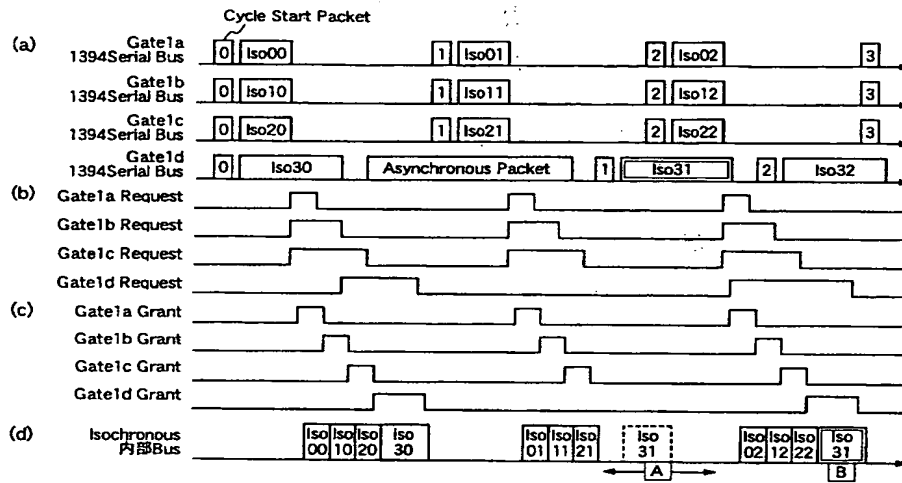 Cycle Start Packet
(a)
Gate1a
1394Serial Bus
0 Iso00 1 Iso01 2 Iso02 3
Gate1b
1394Serial Bus
0 Iso10 1 Iso11 2 Iso12 3
Gate1c
1394Serial Bus
0 Iso20 1 Iso21 2 Iso22 3
Gate1d
1394Serial Bus
0 Iso30 Asynchronous Packet 1 Iso31 2 Iso32
(b)
Gate1a Request
Gate1b Request
Gate1c Request
Gate1d Request
(c)
Gate1a Grant
Gate1b Grant
Gate1c Grant
Gate1d Grant
(d)
Isochronous
内部Bus
Iso Iso Iso Iso Iso Iso Iso Iso Iso Iso Iso Iso
00 10 20 30 01 11 21 31 02 12 22 31
A B